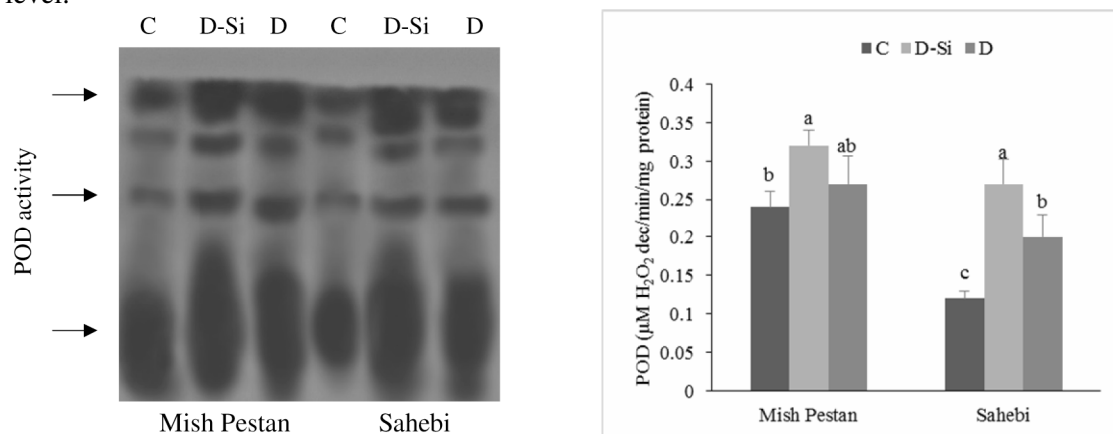 level.
C D-Si D C D-Si D
POD activity
Mish Pestan Sahebi
C D-Si D
POD (µM H₂O₂ dec/min/mg protein)
0.4
0.35
0.3
0.25
0.2
0.15
0.1
0.05
0
b a ab c a b
Mish Pestan Sahebi